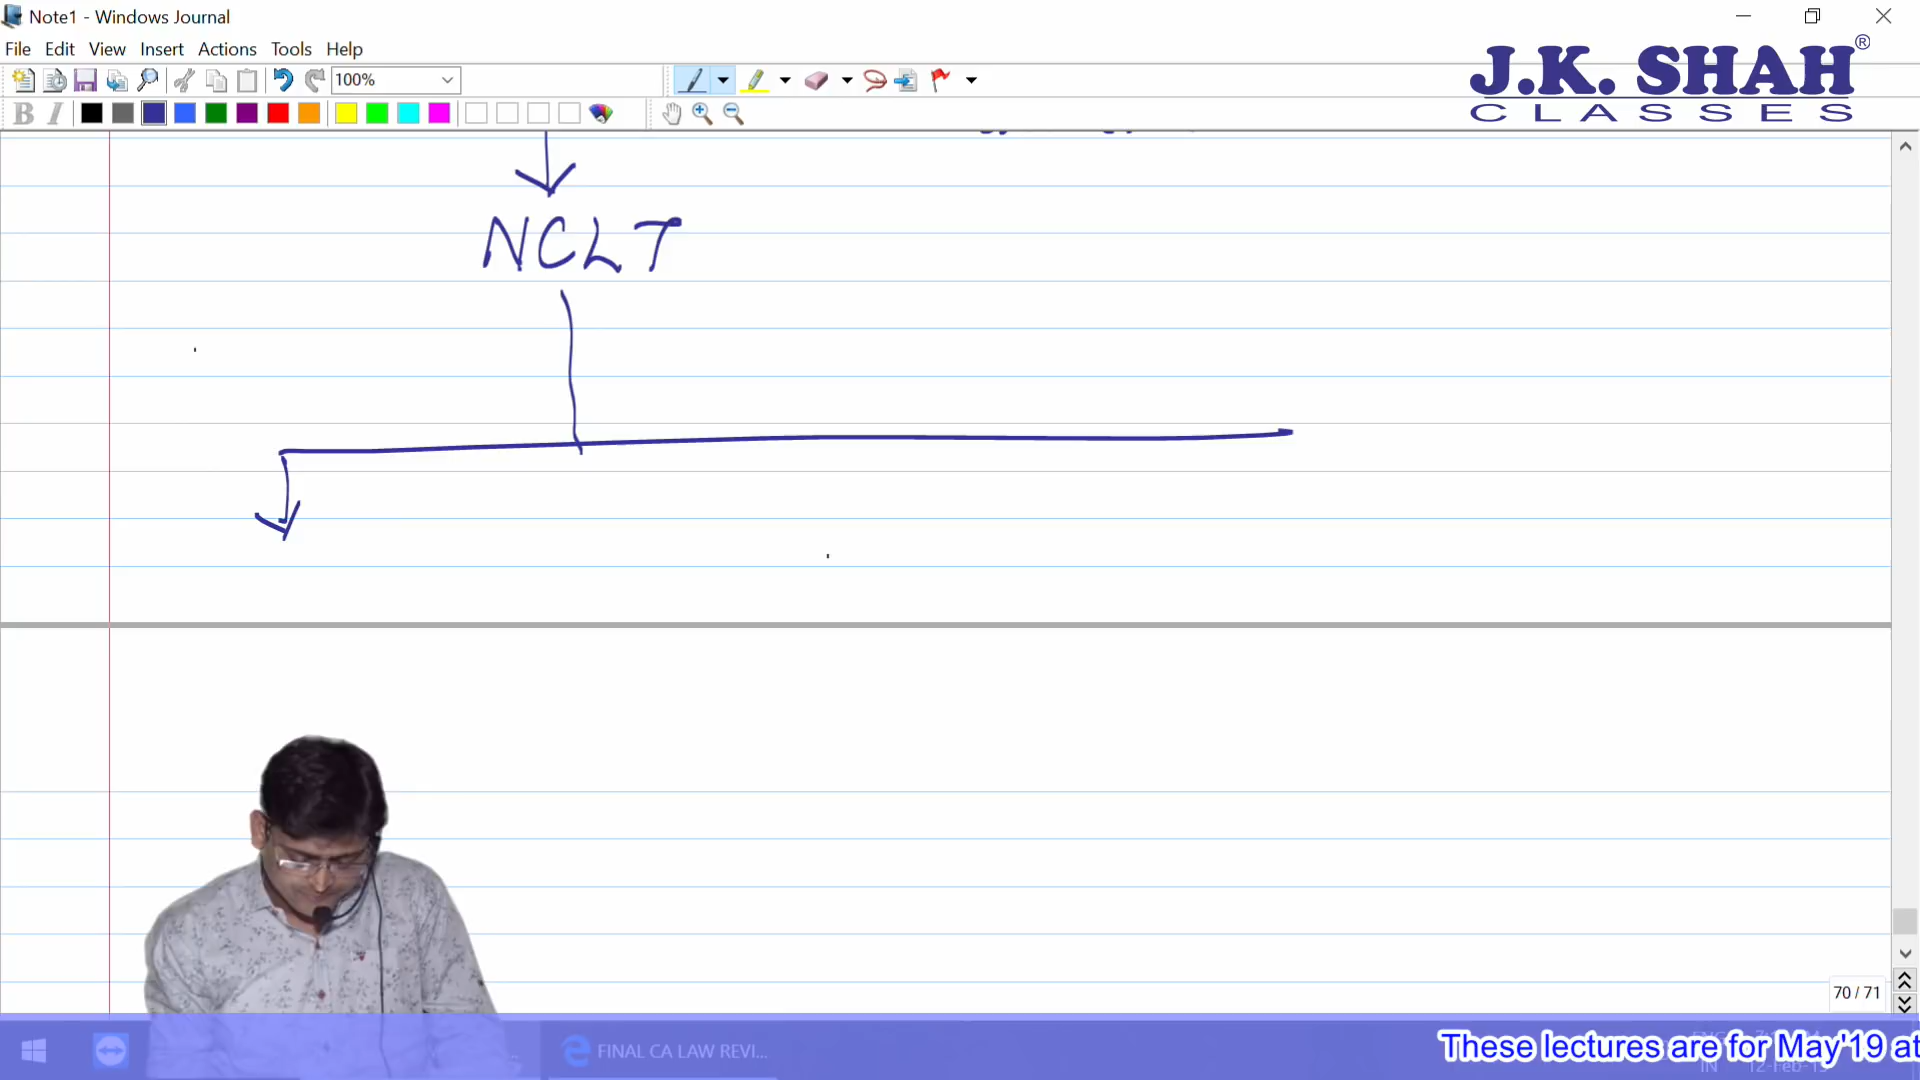 Note1 - Windows Journal
File Edit View Insert Actions Tools Help
J.K. SHAH®
CLASSES
100%
B I
NCLT
70 / 71
FINAL CA LAW REVI...
These lectures are for May'19 at